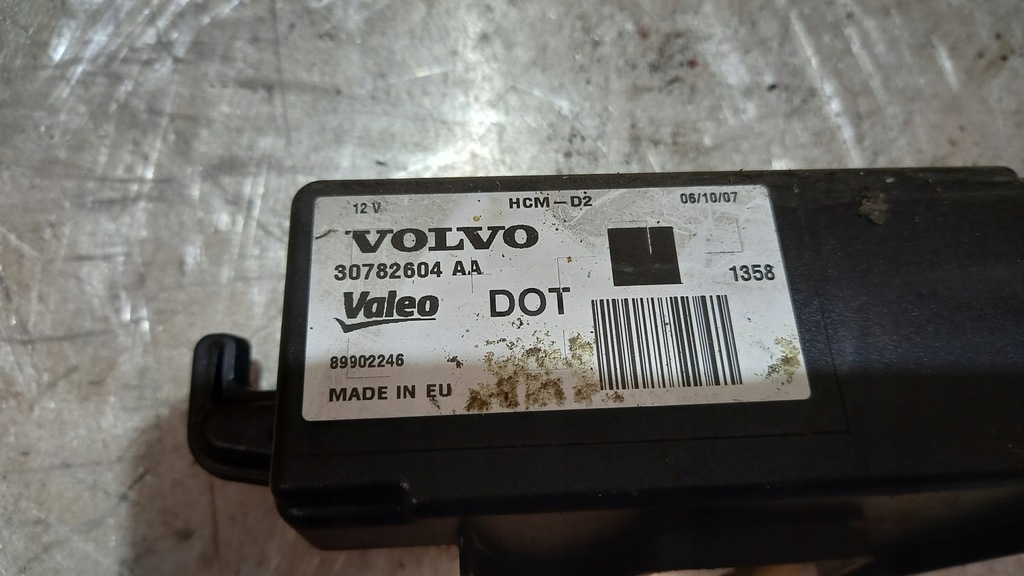 12 V HCM-D2 06/10/07
VOLVO
30782604 AA 1358
Valeo DOT
89902246
MADE IN EU